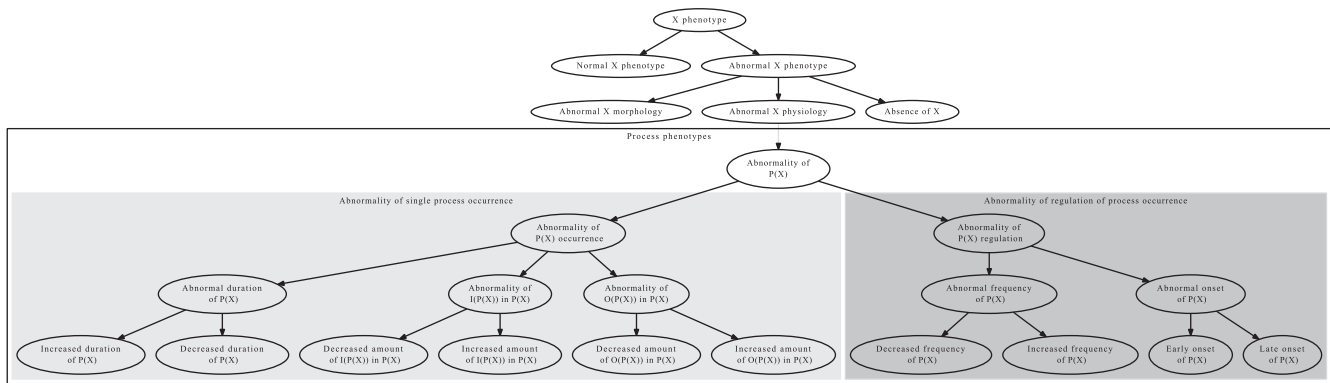 X phenotype
Normal X phenotype
Abnormal X phenotype
Abnormal X morphology
Abnormal X physiology
Absence of X
Process phenotypes
Abnormality of
P(X)
Abnormality of single process occurrence
Abnormality of regulation of process occurrence
Abnormality of
P(X) occurrence
Abnormality of
P(X) regulation
Abnormal duration
of P(X)
Abnormality of
I(P(X)) in P(X)
Abnormality of
O(P(X)) in P(X)
Abnormal frequency
of P(X)
Abnormal onset
of P(X)
Increased duration
of P(X)
Decreased duration
of P(X)
Decreased amount
of I(P(X)) in P(X)
Increased amount
of I(P(X)) in P(X)
Decreased amount
of O(P(X)) in P(X)
Increased amount
of O(P(X)) in P(X)
Decreased frequency
of P(X)
Increased frequency
of P(X)
Early onset
of P(X)
Late onset
of P(X)